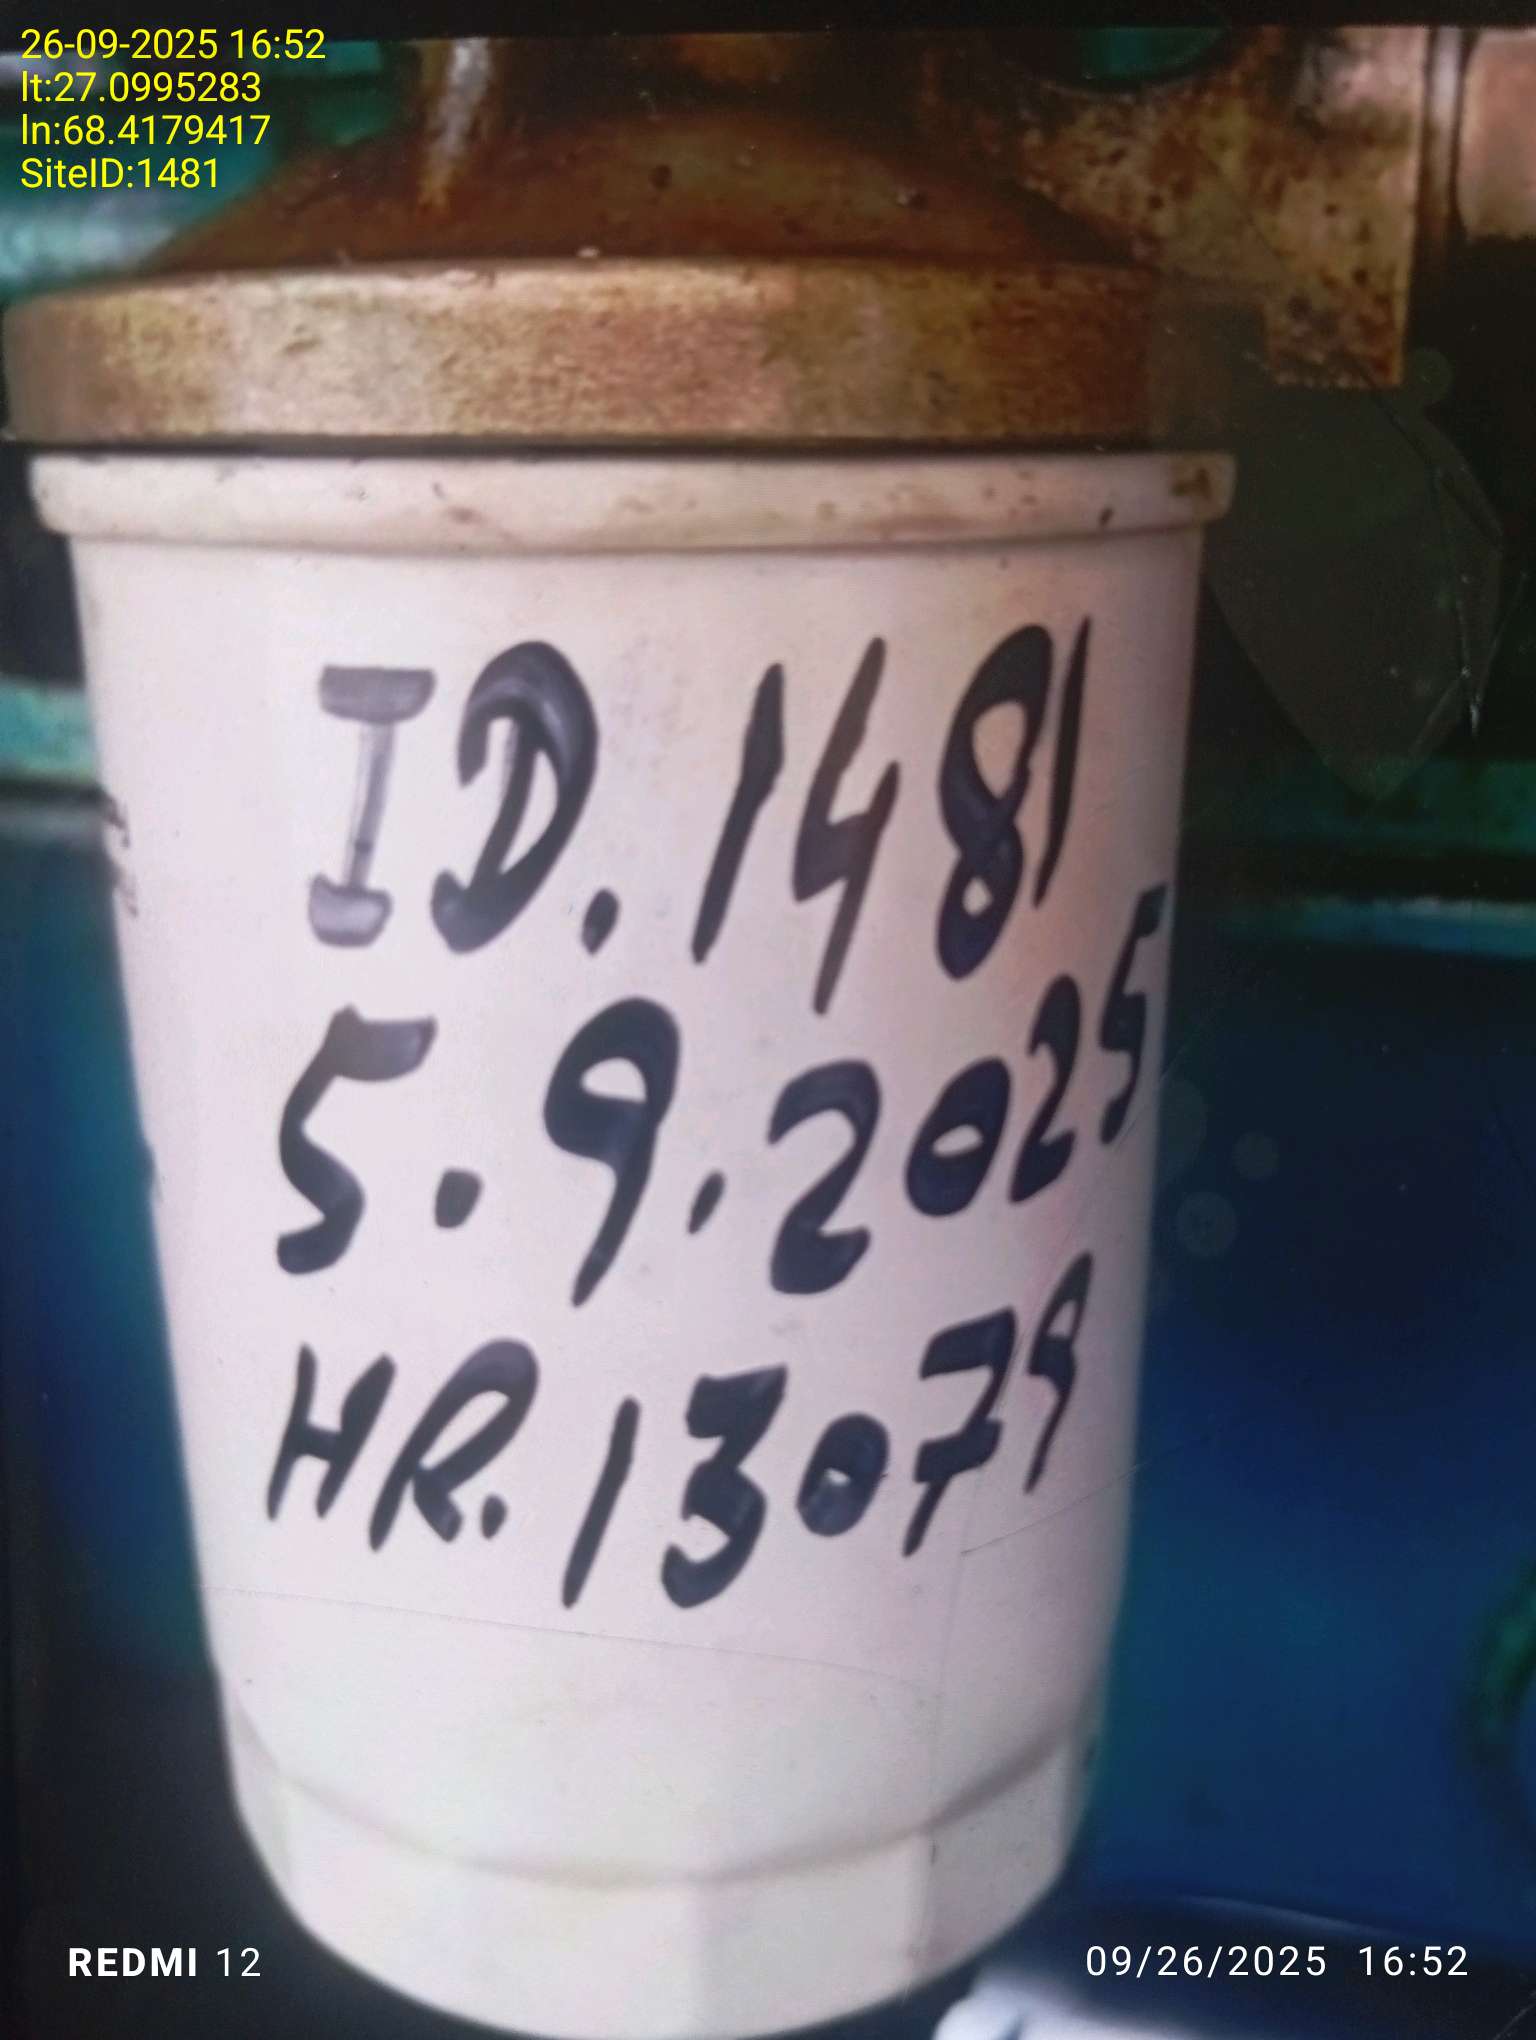 26-09-2025 16:52
lt:27.0995283
ln:68.4179417
SiteID:1481
ID.1481
5.9.2025
HR.13079
REDMI 12
09/26/2025 16:52